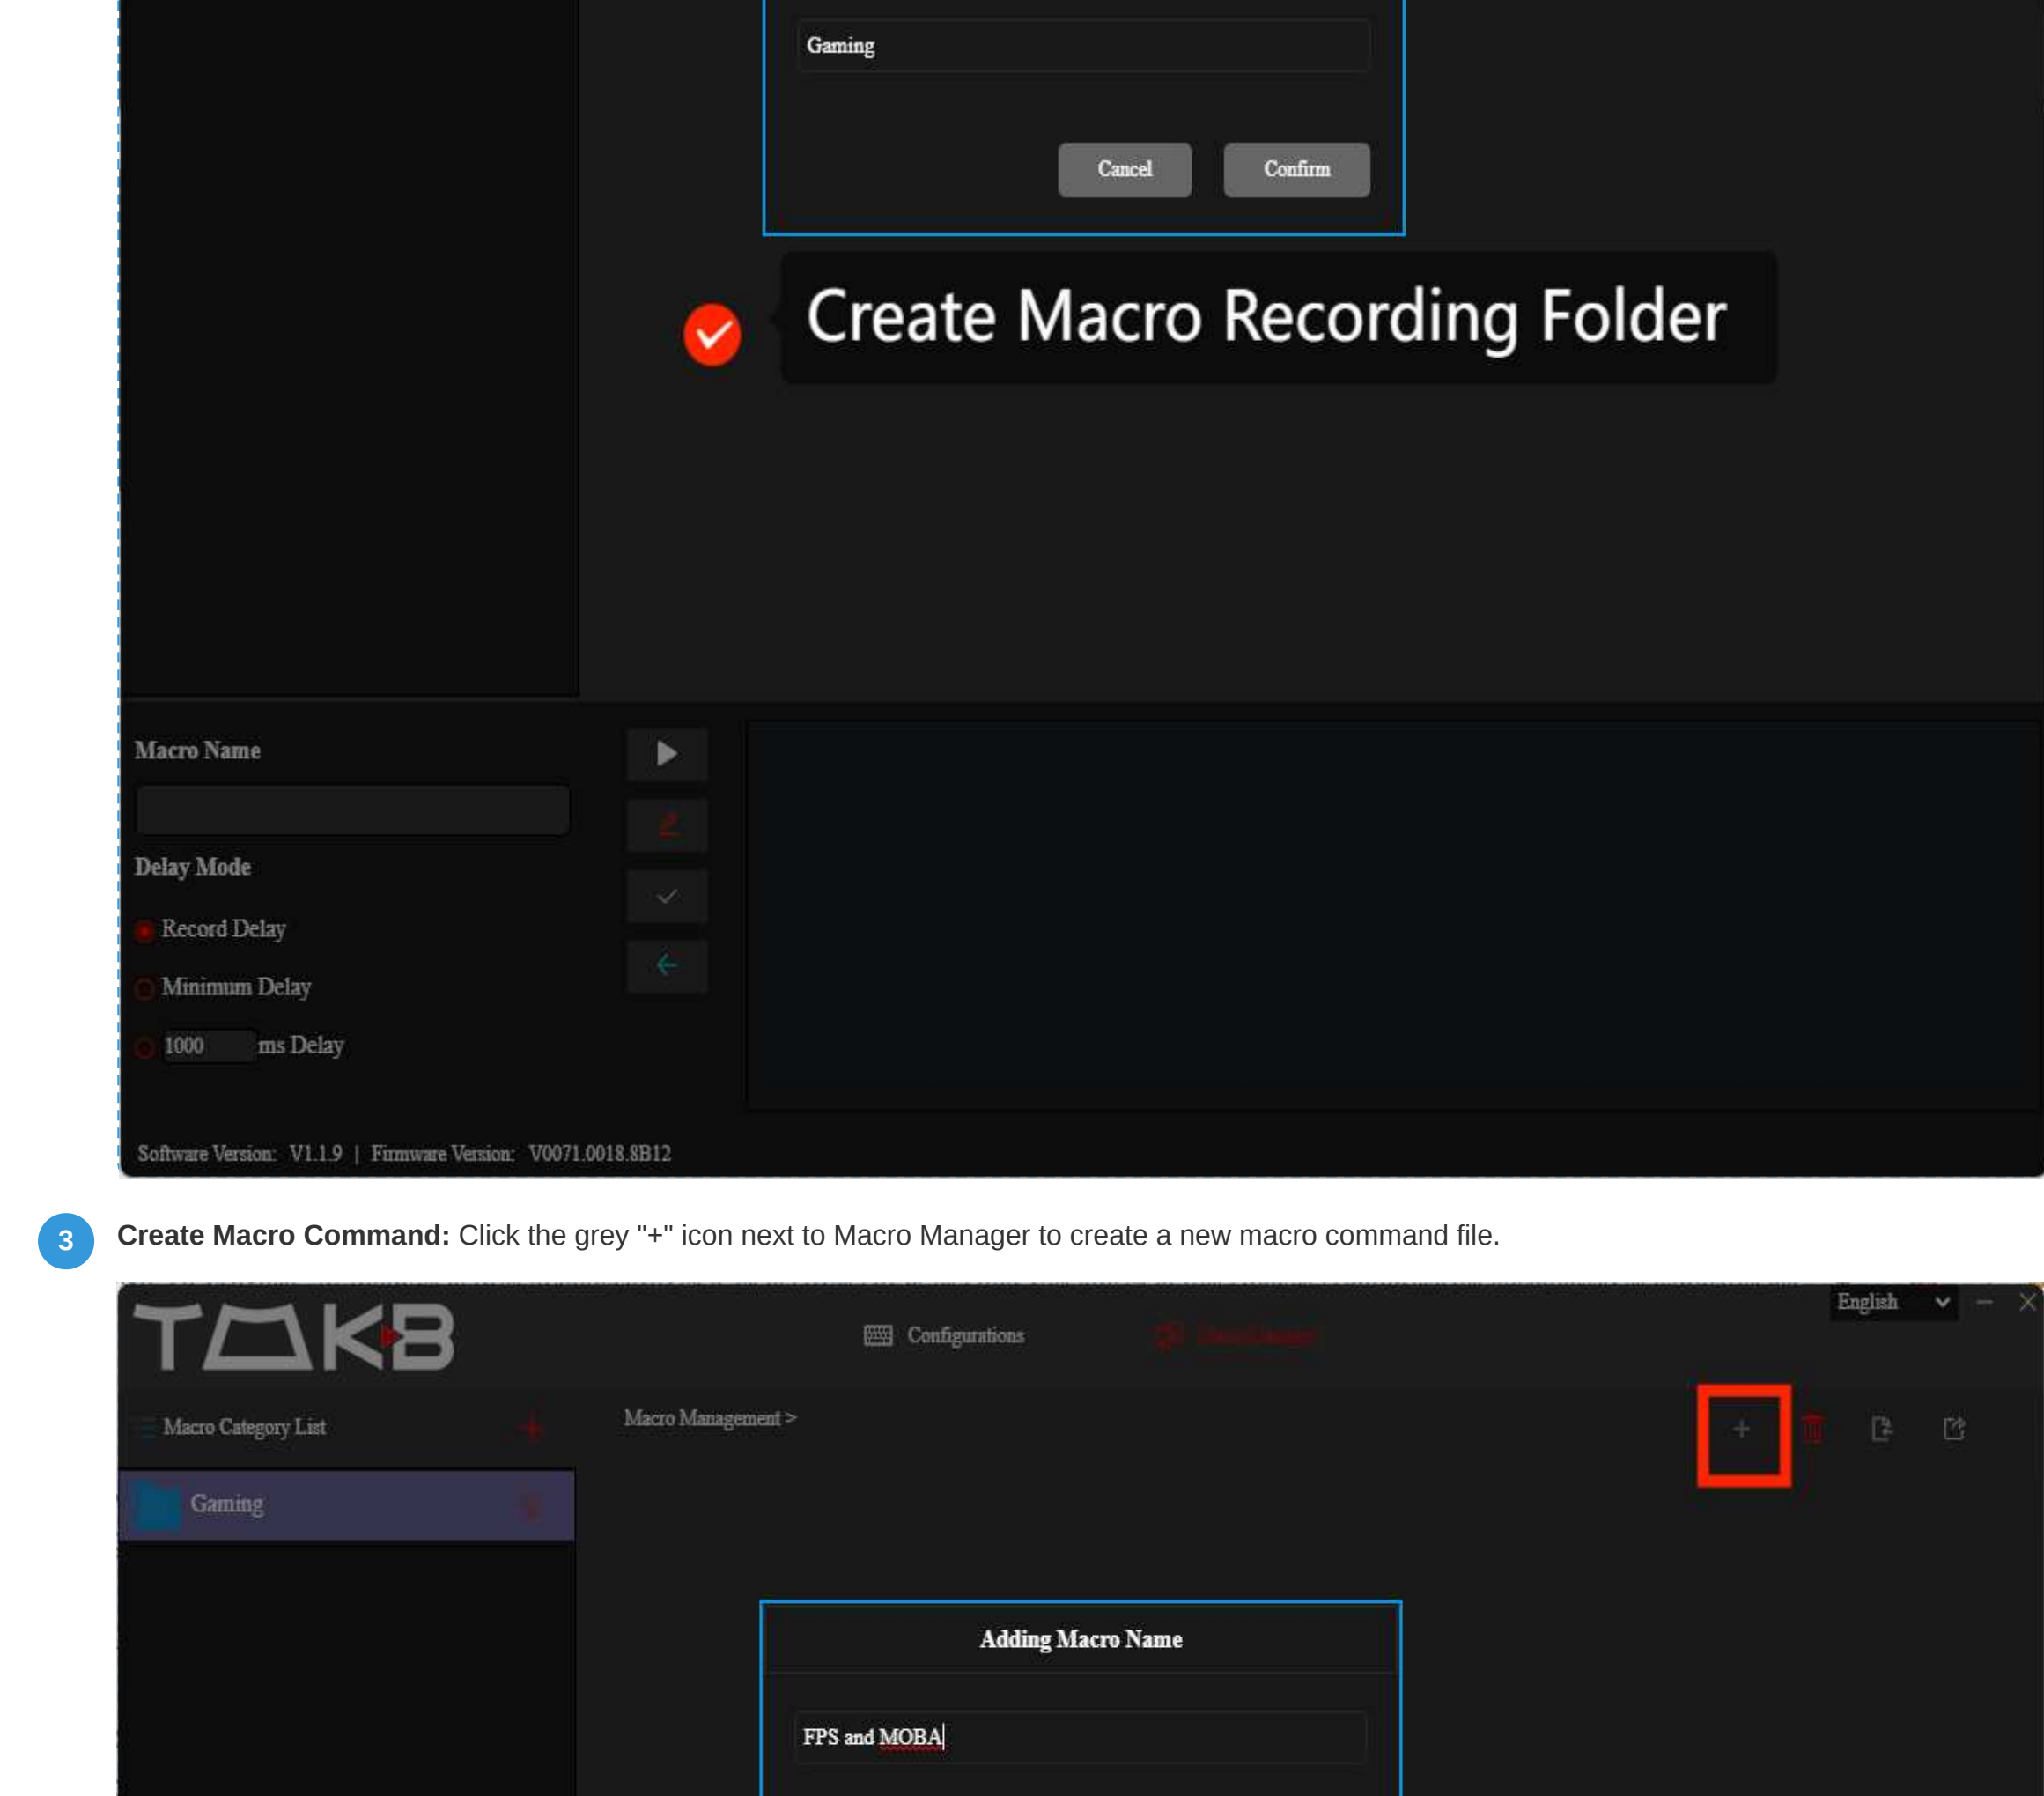 Gaming
Cancel Confirm
Create Macro Recording Folder
Macro Name
Delay Mode
Record Delay
Minimum Delay
1000 ms Delay
Software Version: V1.1.9 | Firmware Version: V0071.0018.8B12
3 Create Macro Command: Click the grey "+" icon next to Macro Manager to create a new macro command file.
English
TAKB
Configurations
Macro Category List
Macro Management >
Gaming
Adding Macro Name
FPS and MOBA